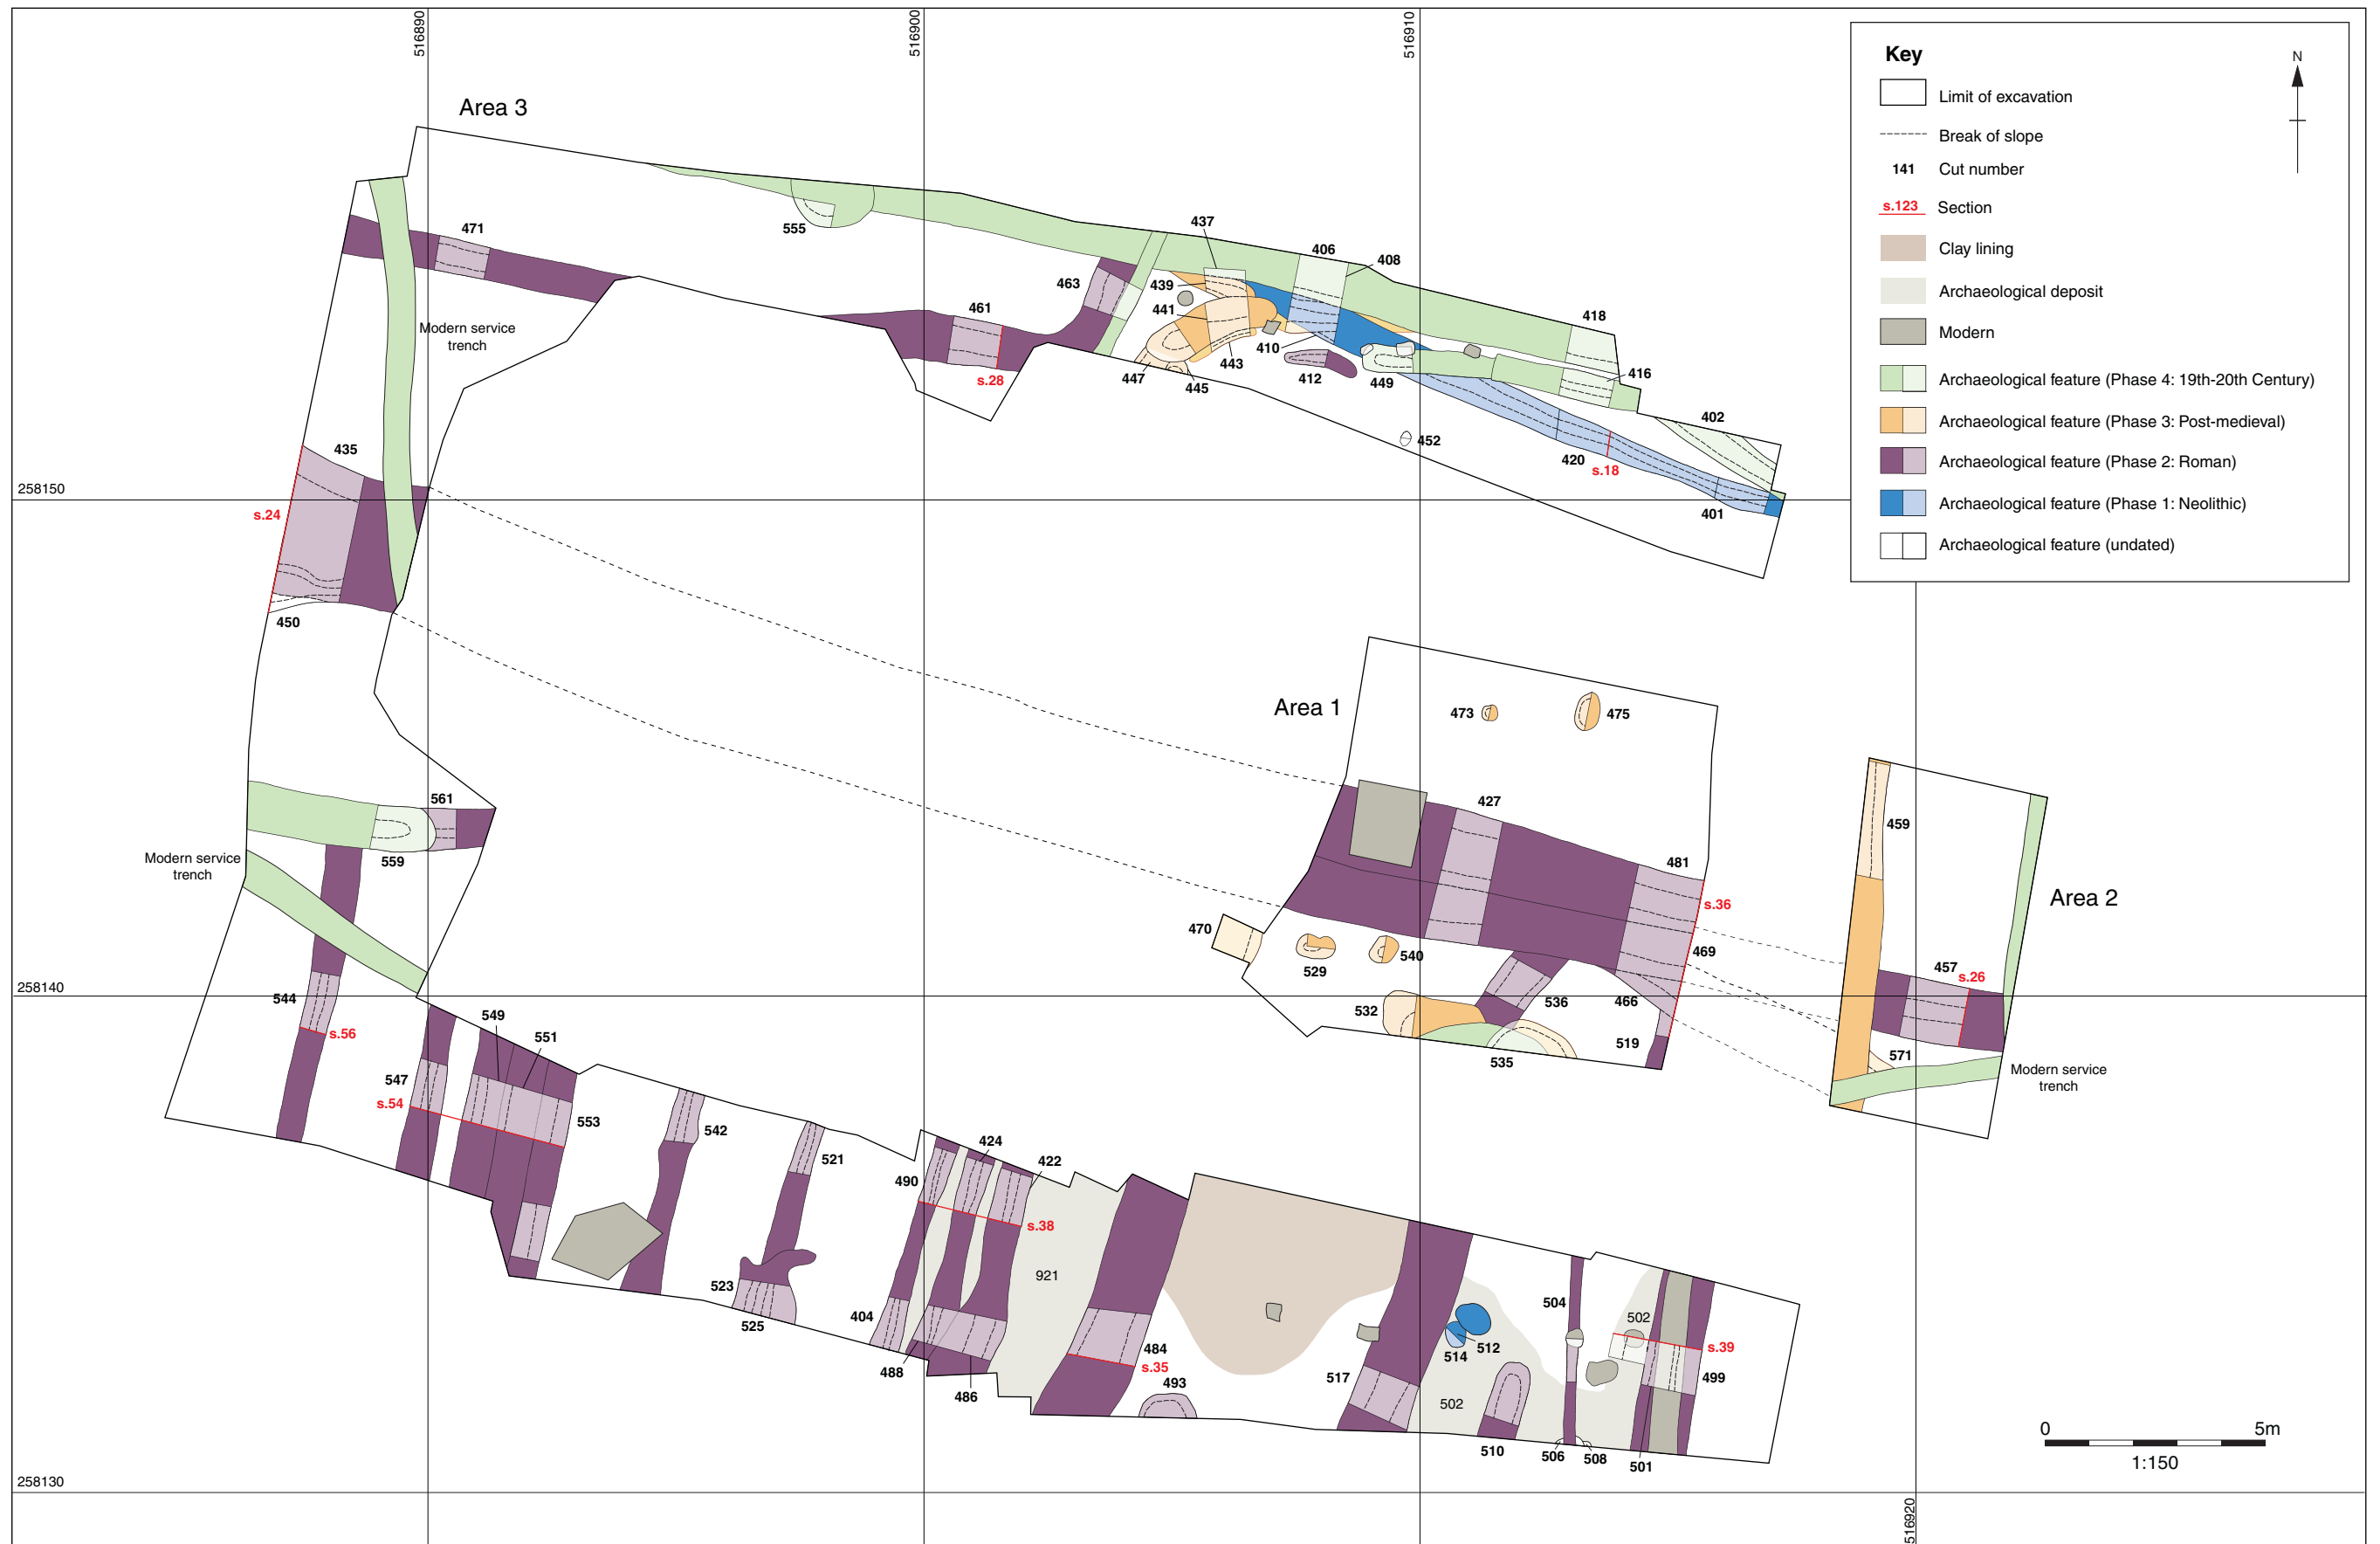 516890
516900
516910
Key
N
Limit of excavation
Break of slope
141 Cut number
s.123 Section
Clay lining
Archaeological deposit
Modern
Archaeological feature (Phase 4: 19th-20th Century)
Archaeological feature (Phase 3: Post-medieval)
Archaeological feature (Phase 2: Roman)
Archaeological feature (Phase 1: Neolithic)
Archaeological feature (undated)
Area 3
471
555
437
406
408
463
439
461
441
418
Modern service
trench
410
443
412
449
416
s.28
447
445
402
435
452
420
s.18
258150
s.24
401
450
Area 1
473
475
561
427
459
559
Modern service
trench
481
s.36
Area 2
470
469
529
540
457
s.26
544
532
536
466
549
s.56
551
519
535
571
Modern service
trench
547
s.54
553
542
258140
521
424
422
490
s.38
921
523
525
404
484
s.35
488
486
493
504
502
512
514
s.39
517
499
502
510
506
508
501
0
5m
1:150
258130
516920